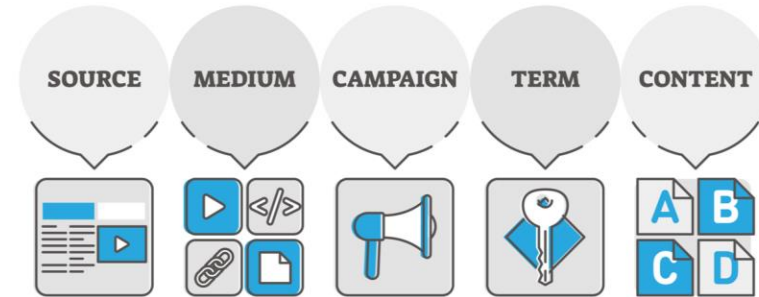 SOURCE
MEDIUM
CAMPAIGN
TERM
CONTENT
</>
A
B
C
D